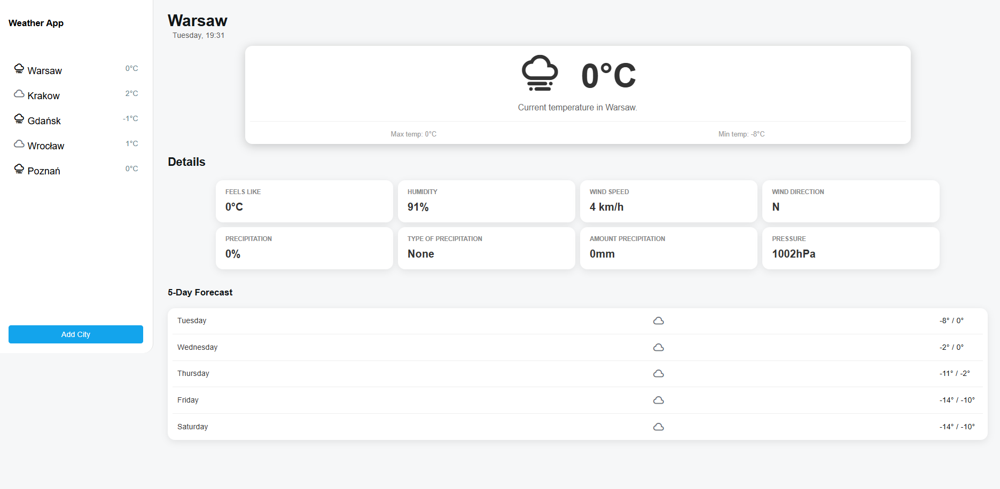 Weather App
Warsaw 0°C
Krakow 2°C
Gdańsk -1°C
Wrocław 1°C
Poznań 0°C
Add City
Warsaw
Tuesday, 19:31
0°C
Current temperature in Warsaw.
Max temp: 0°C Min temp: -8°C
Details
FEELS LIKE
0°C
HUMIDITY
91%
WIND SPEED
4 km/h
WIND DIRECTION
N
PRECIPITATION
0%
TYPE OF PRECIPITATION
None
AMOUNT PRECIPITATION
0mm
PRESSURE
1002hPa
5-Day Forecast
Tuesday -8° / 0°
Wednesday -2° / 0°
Thursday -11° / -2°
Friday -14° / -10°
Saturday -14° / -10°